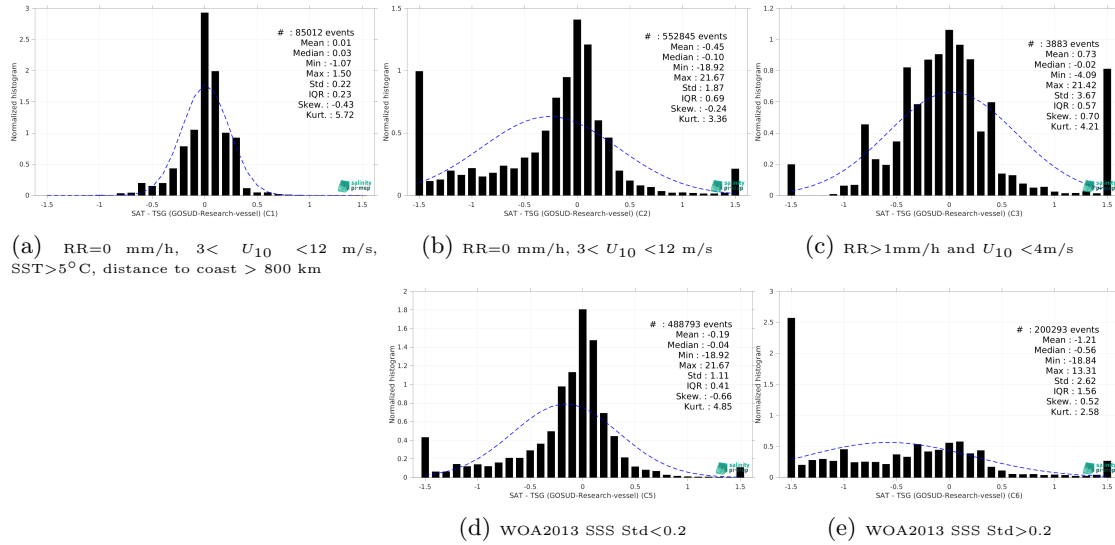 3
2.5
2
1.5
1
0.5
0
-1.5
-1
-0.5
0
0.5
1
1.5
Normalized histogram
# : 85012 events
Mean : 0.01
Median : 0.03
Min : -1.07
Max : 1.50
Std : 0.22
IQR : 0.23
Skew. : -0.43
Kurt. : 5.72
salinity
pi-mep
SAT - TSG (GOSUD-Research-vessel) (C1)
(a) RR=0 mm/h, 3< U10 <12 m/s,
SST>5°C, distance to coast > 800 km
1.5
1
0.5
0
-1.5
-1
-0.5
0
0.5
1
1.5
Normalized histogram
# : 552845 events
Mean : -0.45
Median : -0.10
Min : -18.92
Max : 21.67
Std : 1.87
IQR : 0.69
Skew. : -0.24
Kurt. : 3.36
salinity
pi-mep
SAT - TSG (GOSUD-Research-vessel) (C2)
(b) RR=0 mm/h, 3< U10 <12 m/s
1.2
1
0.8
0.6
0.4
0.2
0
-1.5
-1
-0.5
0
0.5
1
1.5
Normalized histogram
# : 3883 events
Mean : 0.73
Median : -0.02
Min : -4.09
Max : 21.42
Std : 3.67
IQR : 0.57
Skew. : 0.70
Kurt. : 4.21
salinity
pi-mep
SAT - TSG (GOSUD-Research-vessel) (C3)
(c) RR>1mm/h and U10 <4m/s
2
1.8
1.6
1.4
1.2
1
0.8
0.6
0.4
0.2
0
-1.5
-1
-0.5
0
0.5
1
1.5
Normalized histogram
# : 488793 events
Mean : -0.19
Median : -0.04
Min : -18.92
Max : 21.67
Std : 1.11
IQR : 0.41
Skew. : -0.66
Kurt. : 4.85
salinity
pi-mep
SAT - TSG (GOSUD-Research-vessel) (C5)
(d) WOA2013 SSS Std<0.2
3
2.5
2
1.5
1
0.5
0
-1.5
-1
-0.5
0
0.5
1
1.5
Normalized histogram
# : 200293 events
Mean : -1.21
Median : -0.56
Min : -18.84
Max : 13.31
Std : 2.62
IQR : 1.56
Skew. : 0.52
Kurt. : 2.58
salinity
pi-mep
SAT - TSG (GOSUD-Research-vessel) (C6)
(e) WOA2013 SSS Std>0.2